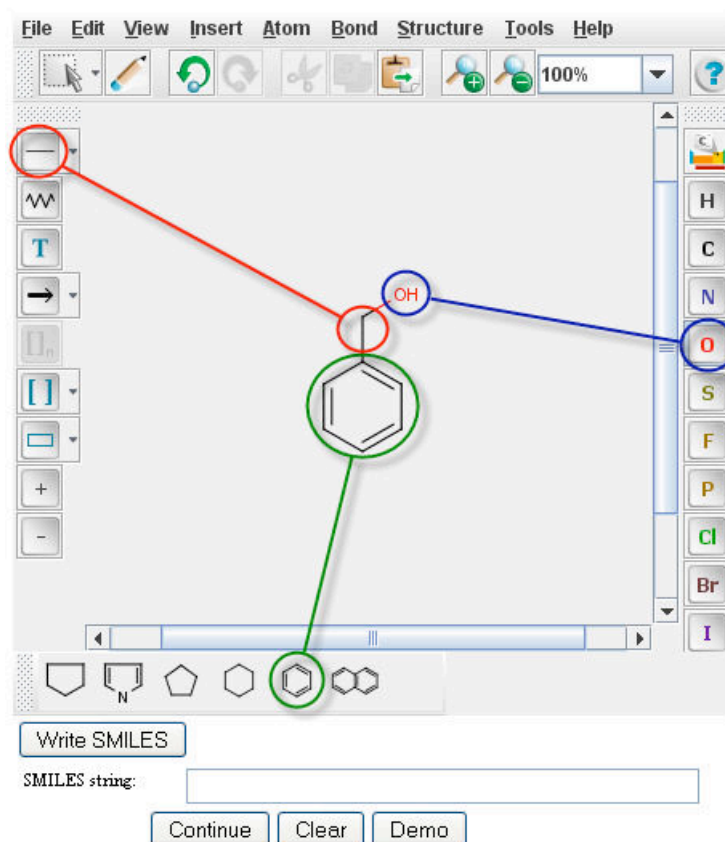 File Edit View Insert Atom Bond Structure Tools Help
100%
?
C
H
T
C
N
OH
[]n
O
[]
S
F
+
P
-
Cl
Br
I
N
Write SMILES
SMILES string:
Continue Clear Demo